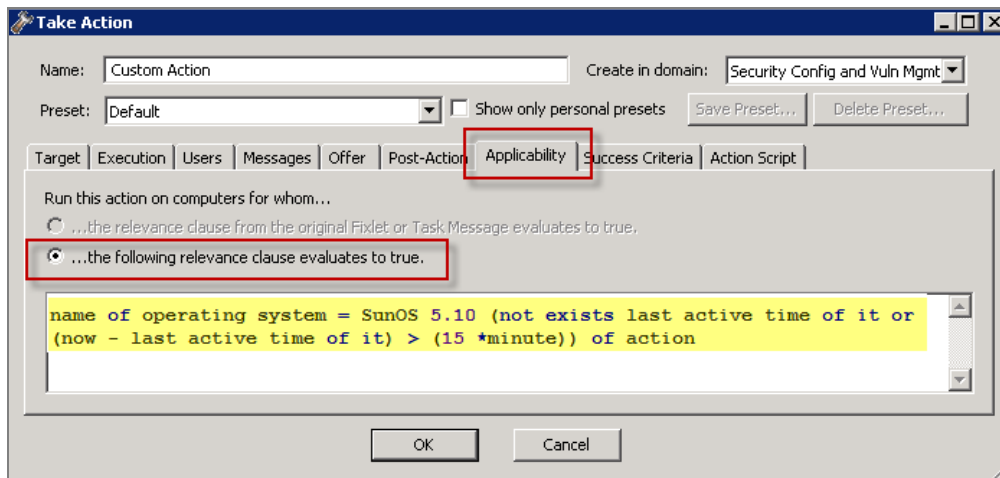 Take Action
Name: Custom Action Create in domain: Security Config and Vuln Mgmt
Preset: Default Show only personal presets Save Preset... Delete Preset...
Target Execution Users Messages Offer Post-Action Applicability Success Criteria Action Script
Run this action on computers for whom...
...the relevance clause from the original Fixlet or Task Message evaluates to true.
...the following relevance clause evaluates to true.
name of operating system = SunOS 5.10 (not exists last active time of it or
(now - last active time of it) > (15 *minute)) of action
OK Cancel